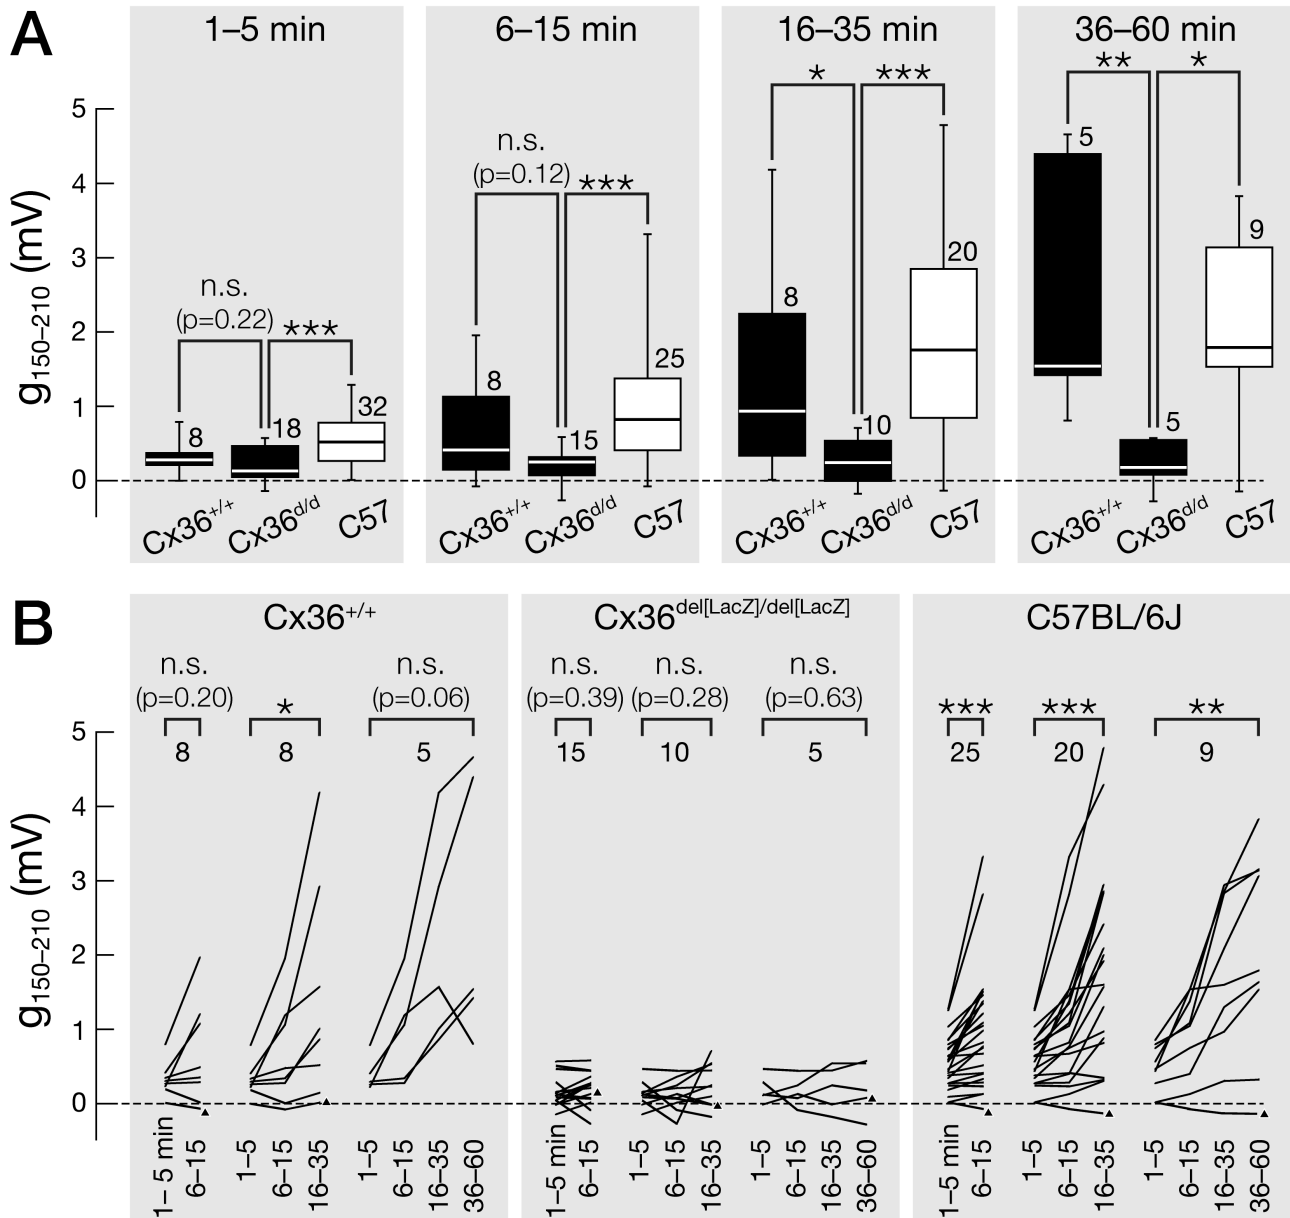 A
1–5 min
6–15 min
16–35 min
36–60 min
g150–210 (mV)
5
4
3
2
1
0
n.s.
(p=0.22)
***
8
18
32
Cx36+/+
Cx36d/d
C57
n.s.
(p=0.12)
***
8
15
25
Cx36+/+
Cx36d/d
C57
*
***
8
10
20
Cx36+/+
Cx36d/d
C57
**
*
5
5
9
Cx36+/+
Cx36d/d
C57
B
Cx36+/+
Cx36del[LacZ]/del[LacZ]
C57BL/6J
g150–210 (mV)
5
4
3
2
1
0
n.s.
(p=0.20)
8
*
8
n.s.
(p=0.06)
5
n.s.
(p=0.39)
15
n.s.
(p=0.28)
10
n.s.
(p=0.63)
5
***
25
***
20
**
9
1– 5 min
6–15
1–5
6–15
16–35
1–5
6–15
16–35
36–60
1–5 min
6–15
1–5
6–15
16–35
1–5
6–15
16–35
36–60
1–5 min
6–15
1–5
6–15
16–35
1–5
6–15
16–35
36–60